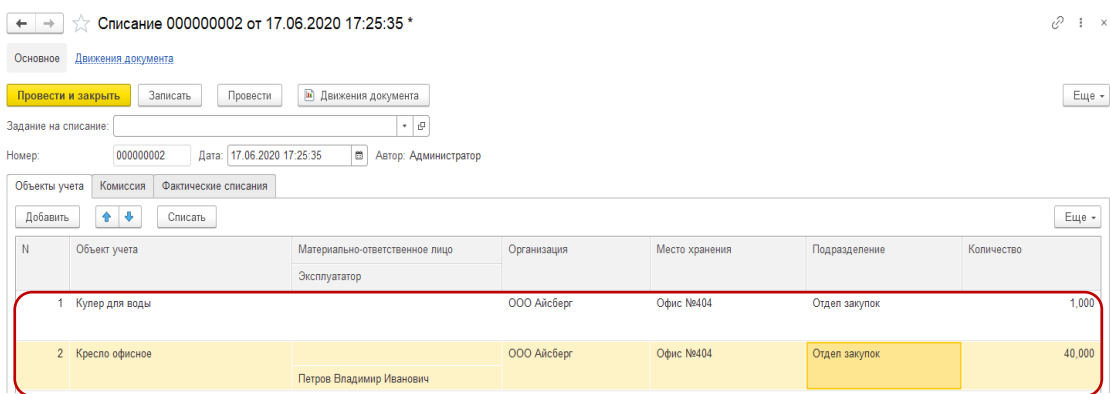 Списание 000000002 от 17.06.2020 17:25:35 *
Основное Движения документа
Провести и закрыть Записать Провести Движения документа Еще
Задание на списание:
Номер: 000000002 Дата: 17.06.2020 17:25:35 Автор: Администратор
Объекты учета Комиссия Фактические списания
Добавить Списать Еще
N Объект учета Материально-ответственное лицо Организация Место хранения Подразделение Количество
Эксплуататор
1 Кулер для воды ООО Айсберг Офис №404 Отдел закупок 1,000
2 Кресло офисное ООО Айсберг Офис №404 Отдел закупок 40,000
Петров Владимир Иванович